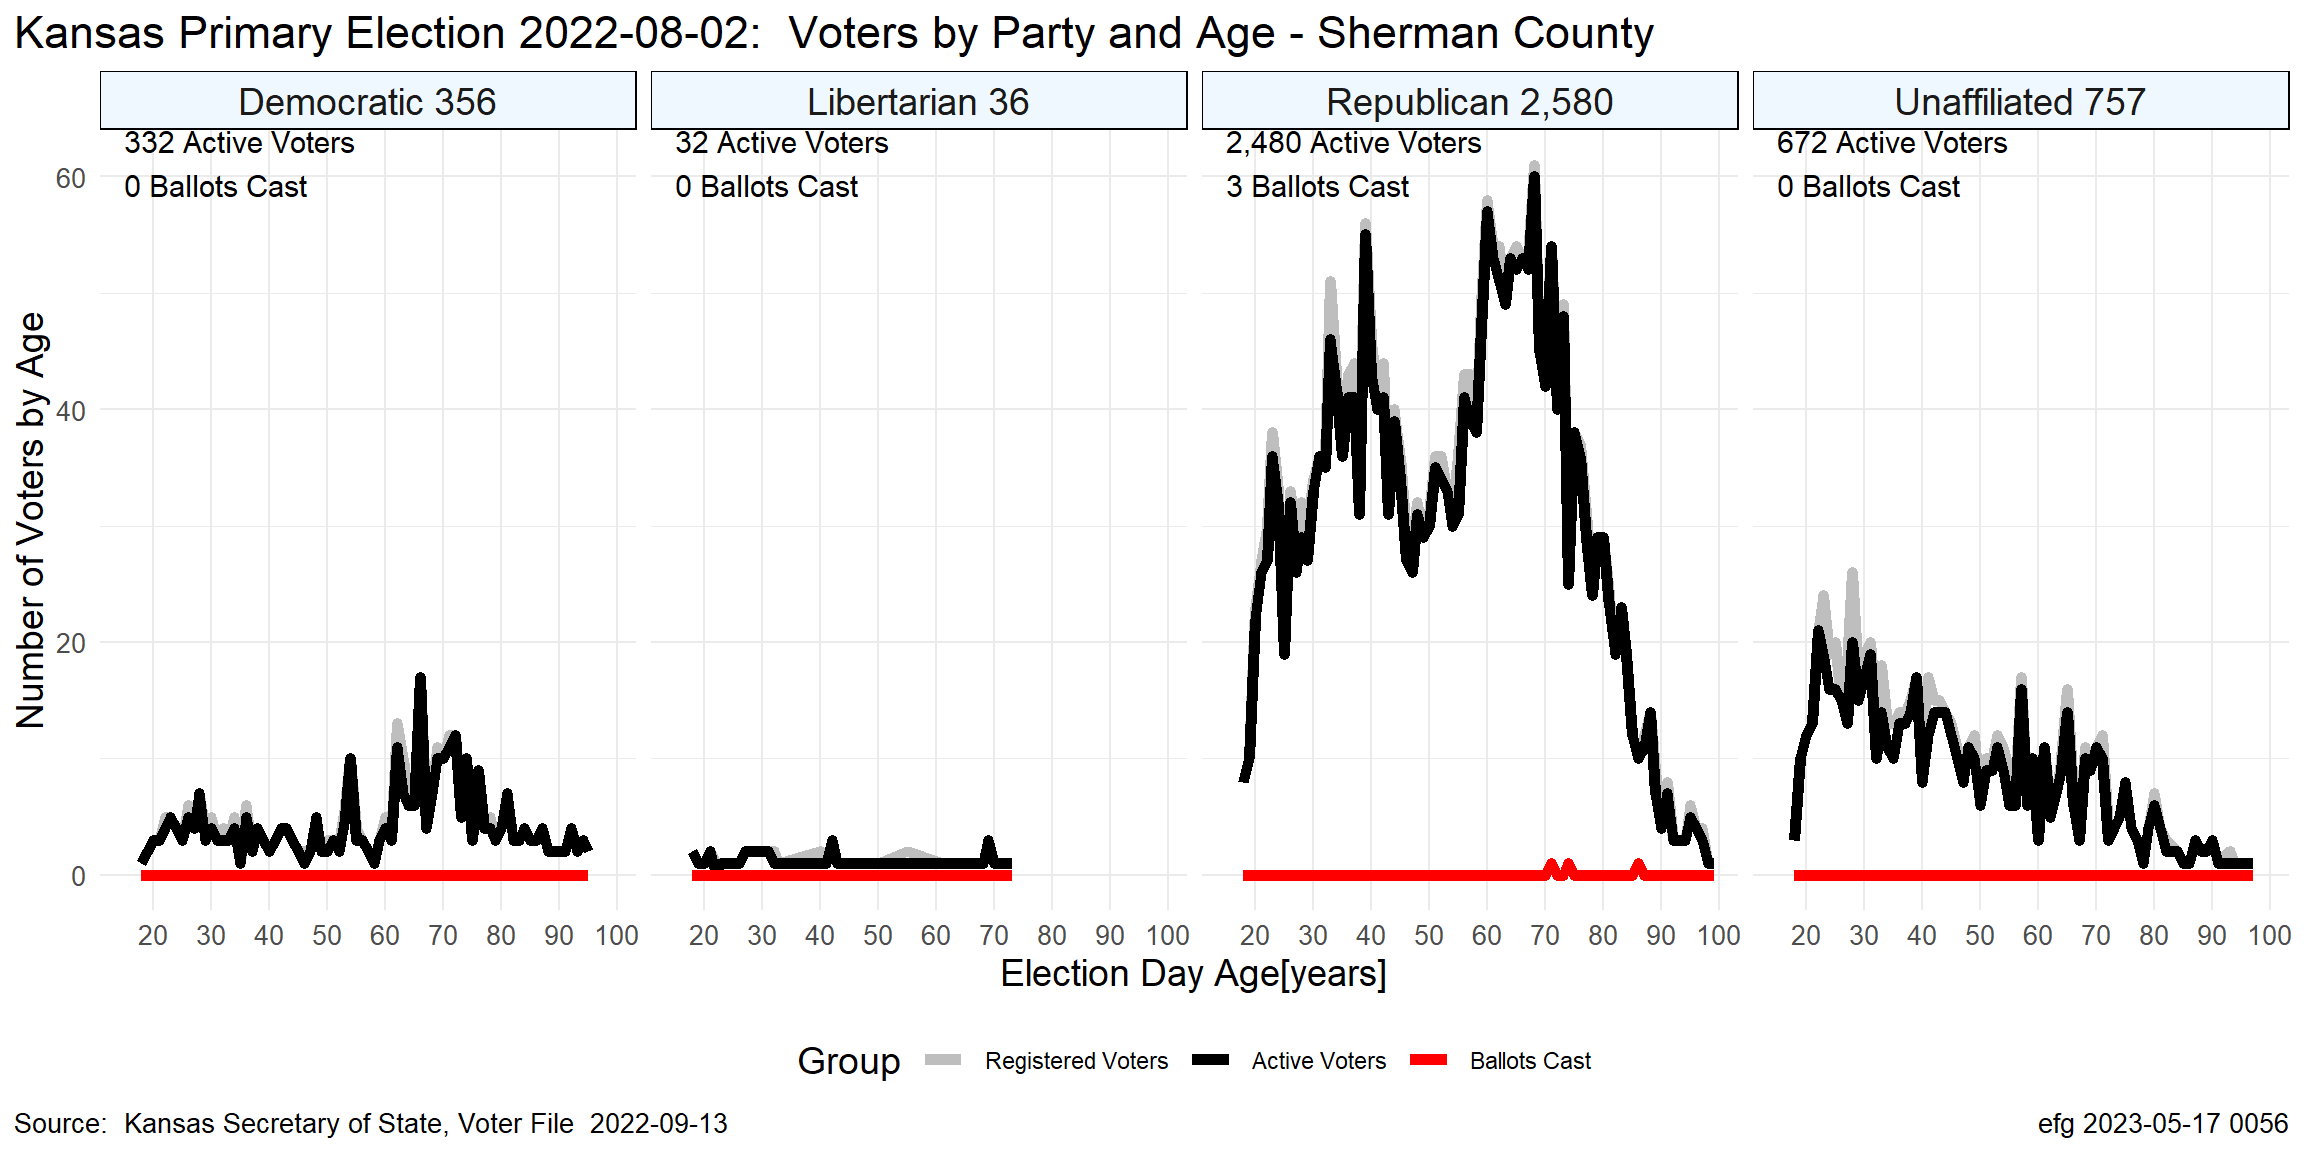 Kansas Primary Election 2022-08-02:  Voters by Party and Age - Sherman County
Democratic 356
Libertarian 36
Republican 2,580
Unaffiliated 757
332 Active Voters
0 Ballots Cast
32 Active Voters
0 Ballots Cast
2,480 Active Voters
3 Ballots Cast
672 Active Voters
0 Ballots Cast
Number of Voters by Age
60
40
20
0
20 30 40 50 60 70 80 90 100
20 30 40 50 60 70 80 90 100
20 30 40 50 60 70 80 90 100
20 30 40 50 60 70 80 90 100
Election Day Age[years]
Group Registered Voters Active Voters Ballots Cast
Source:  Kansas Secretary of State, Voter File  2022-09-13
efg 2023-05-17 0056